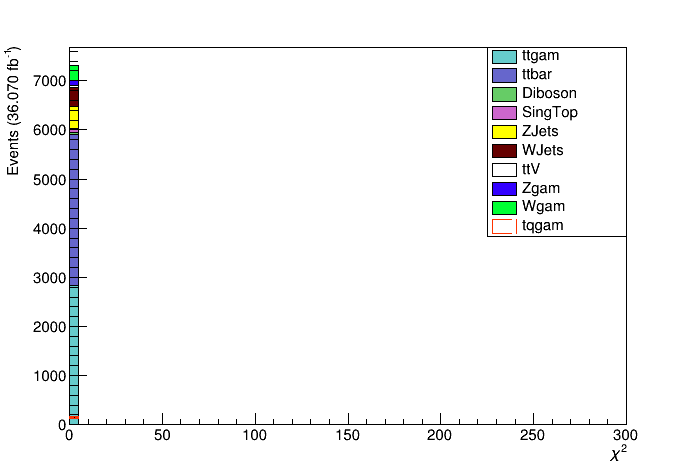 Events (36.070 fb⁻¹)
7000
6000
5000
4000
3000
2000
1000
0
0 50 100 150 200 250 300
χ²
ttgam
ttbar
Diboson
SingTop
ZJets
WJets
ttV
Zgam
Wgam
tqgam